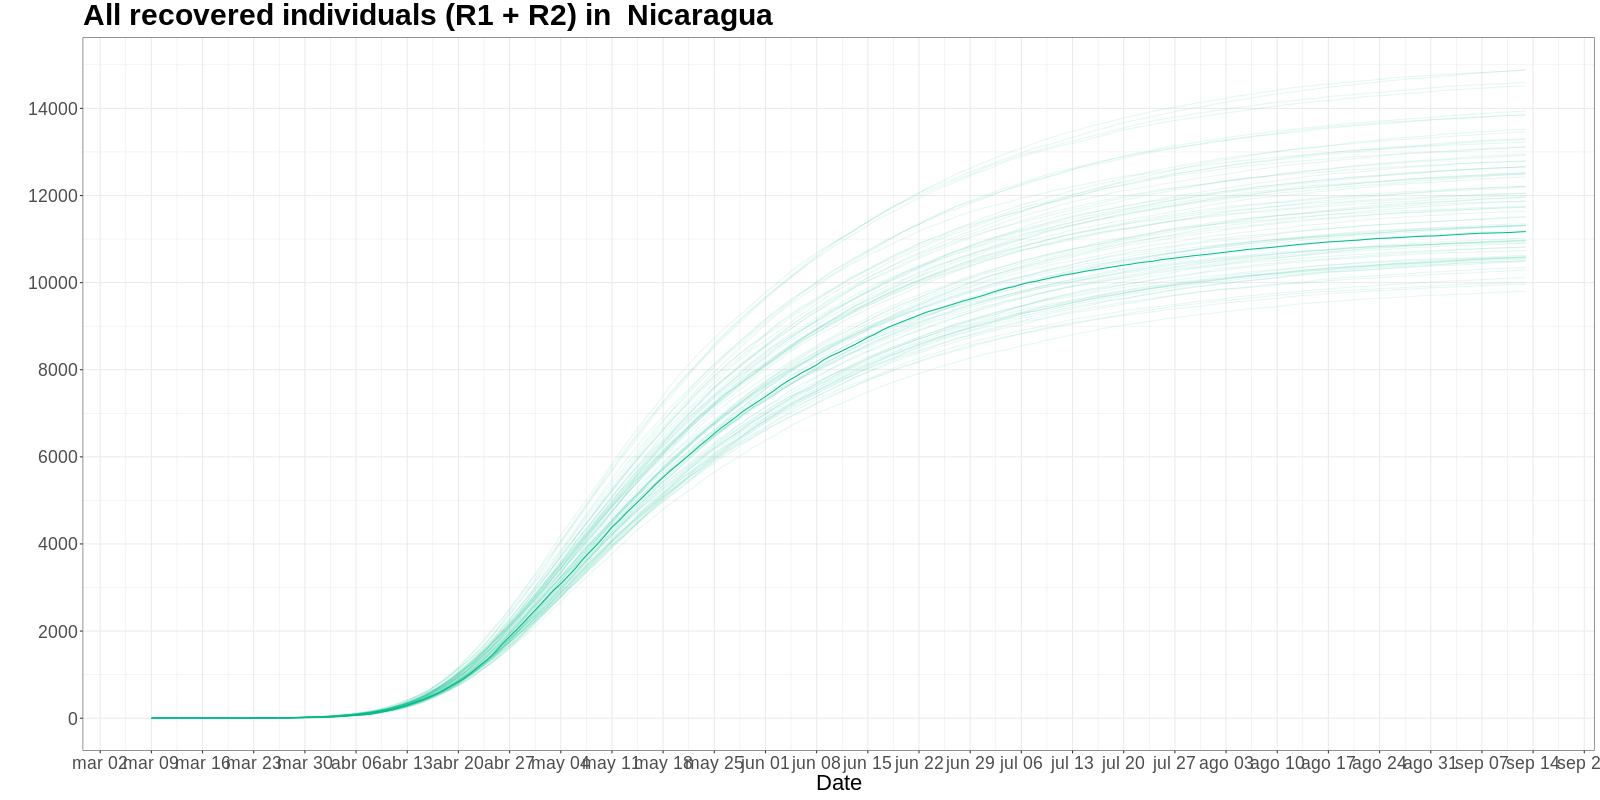 All recovered individuals (R1 + R2) in  Nicaragua
14000
12000
10000
8000
6000
4000
2000
0
mar 02 mar 09 mar 16 mar 23 mar 30 abr 06 abr 13 abr 20 abr 27 may 04 may 11 may 18 may 25 jun 01 jun 08 jun 15 jun 22 jun 29 jul 06 jul 13 jul 20 jul 27 ago 03 ago 10 ago 17 ago 24 ago 31 sep 07 sep 14 sep 2
Date